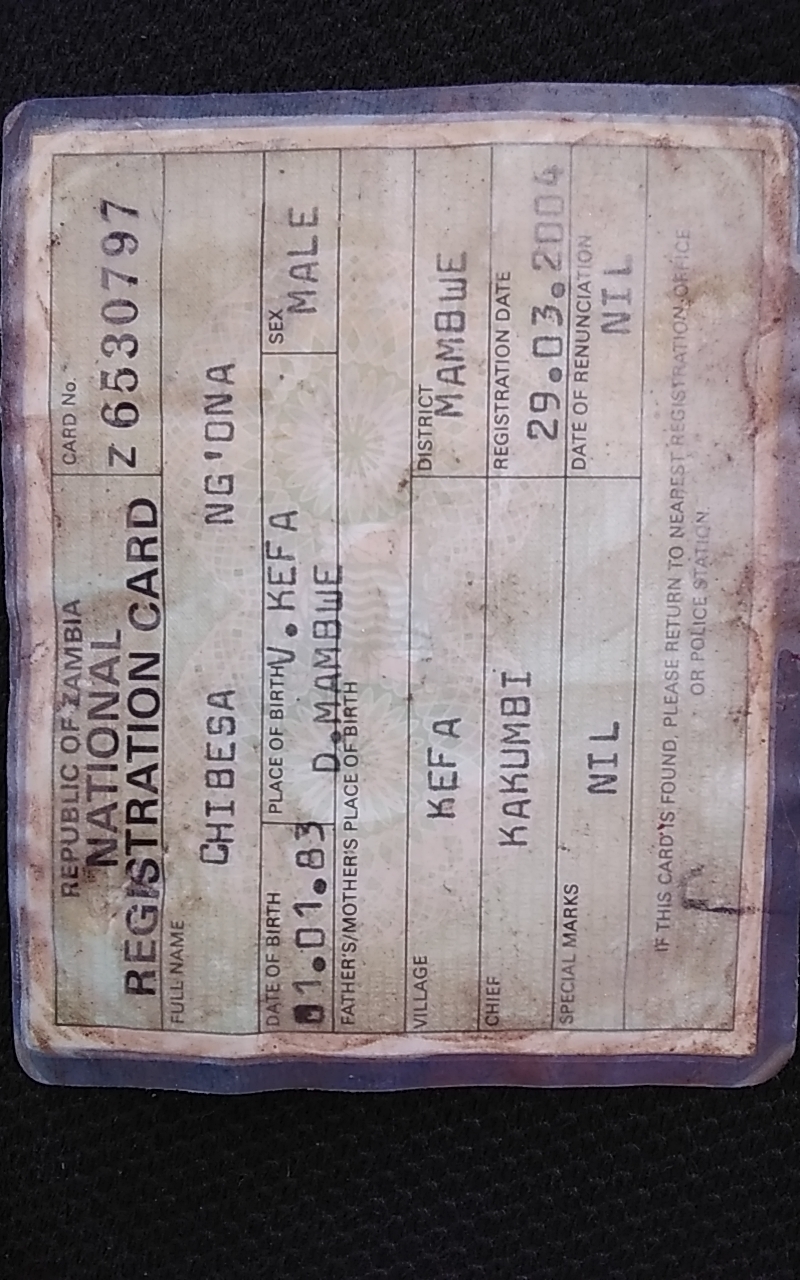 REPUBLIC OF ZAMBIA
NATIONAL
REGISTRATION CARD
CARD No.
Z 6530797
FULL NAME
CHIBESA NG'ONA
DATE OF BIRTH
01.01.83
PLACE OF BIRTH V.KEFA
D.MAMBWE
SEX
MALE
FATHER'S/MOTHER'S PLACE OF BIRTH
VILLAGE
KEFA
DISTRICT
MAMBWE
CHIEF
KAKUMBI
REGISTRATION DATE
29.03.2004
SPECIAL MARKS
NIL
DATE OF RENUNCIATION
NIL
IF THIS CARD IS FOUND, PLEASE RETURN TO NEAREST REGISTRATION OFFICE
OR POLICE STATION.